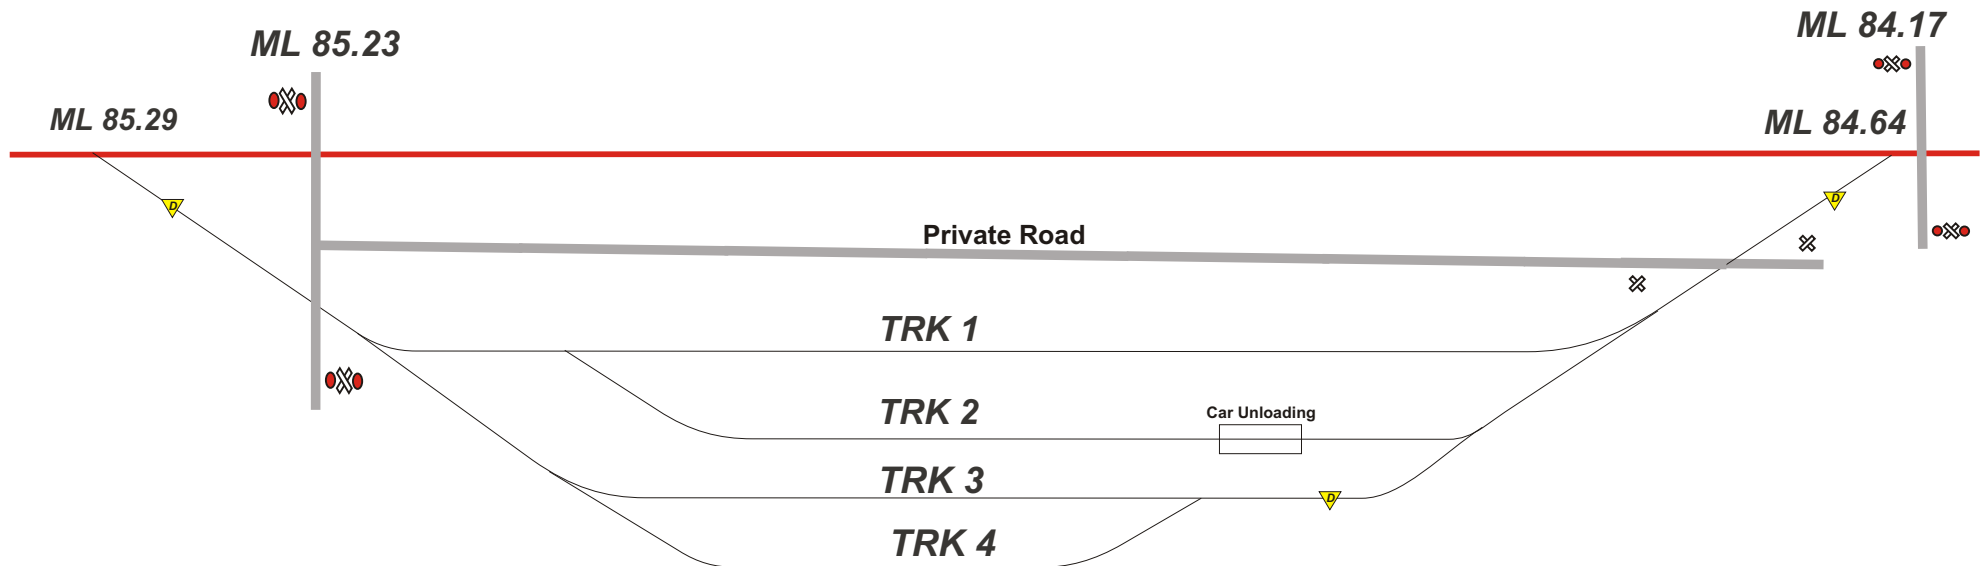 ML 85.23
ML 84.17
ML 85.29
ML 84.64
D
D
Private Road
TRK 1
TRK 2
Car Unloading
TRK 3
D
TRK 4